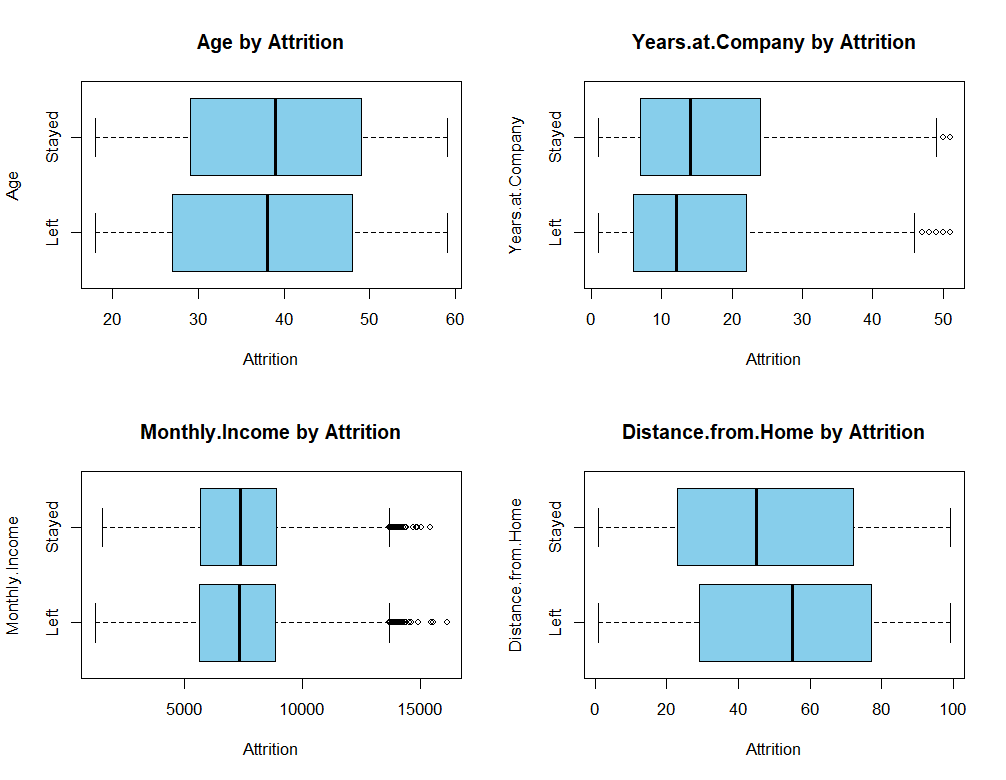 Age by Attrition
Age
Stayed
Left
20 30 40 50 60
Attrition
Years.at.Company by Attrition
Years.at.Company
Stayed
Left
0 10 20 30 40 50
Attrition
Monthly.Income by Attrition
Monthly.Income
Stayed
Left
5000 10000 15000
Attrition
Distance.from.Home by Attrition
Distance.from.Home
Stayed
Left
0 20 40 60 80 100
Attrition